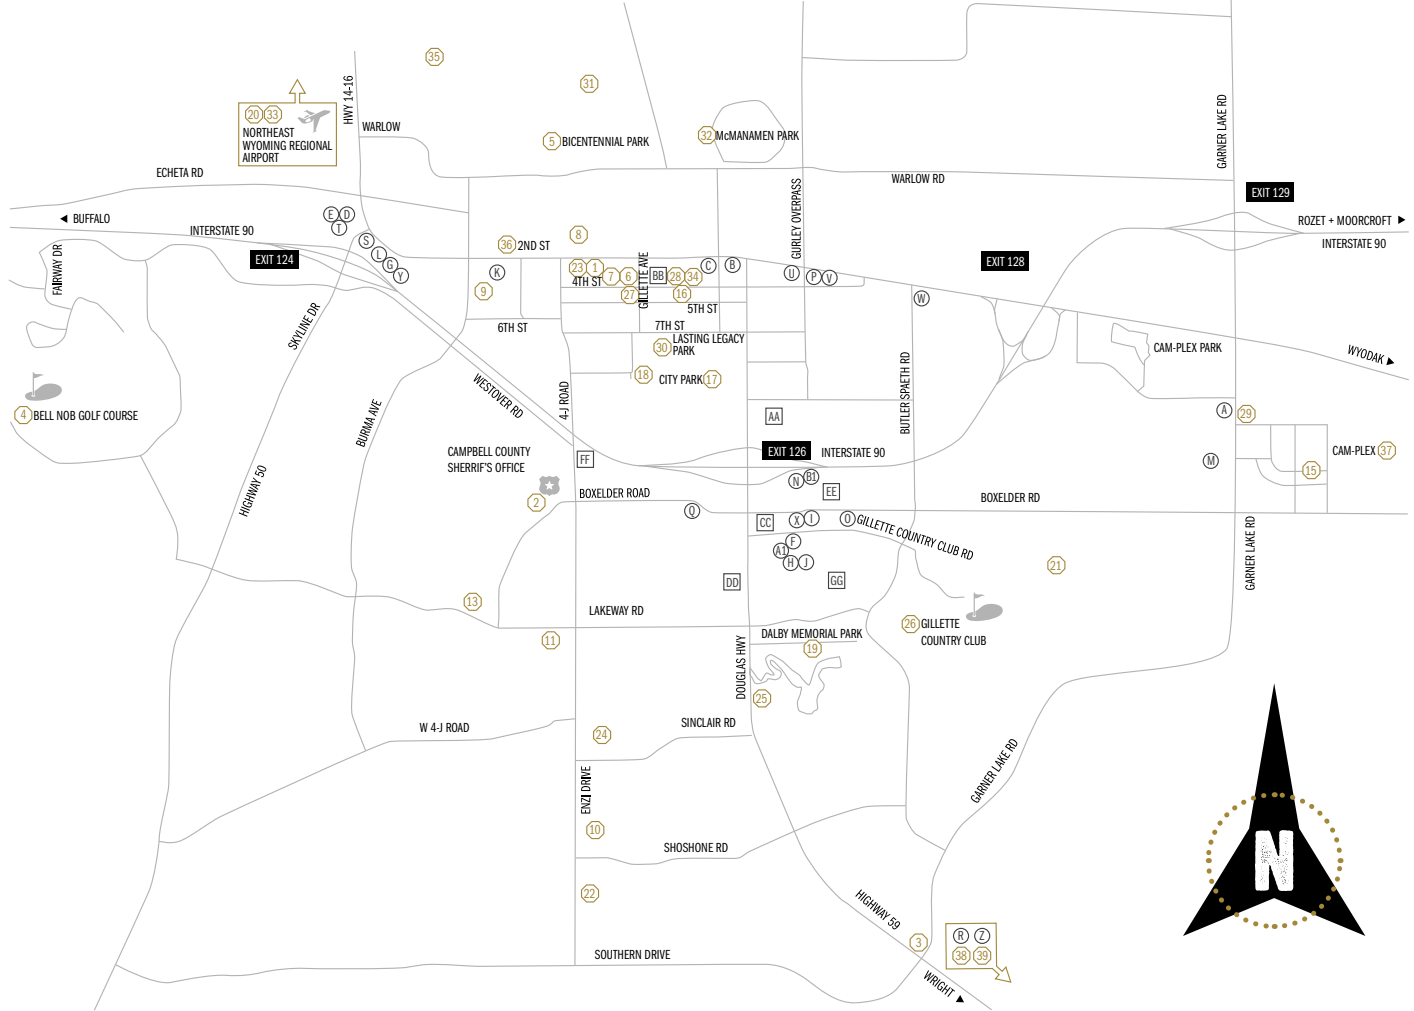 35
31
HWY 14-16
20 33
NORTHEAST
WYOMING REGIONAL
AIRPORT
WARLOW
5 BICENTENNIAL PARK
32 McMANAMEN PARK
GARNER LAKE RD
ECHETA RD
WARLOW RD
EXIT 129
BUFFALO
E D
T
INTERSTATE 90
GURLEY OVERPASS
ROZET + MOORCROFT
INTERSTATE 90
FAIRWAY DR
EXIT 124
S
L
G
Y
36 2ND ST
8
K
9
23 1
7 6
4TH ST
27
GILLETTE AVE
BB
28 34
16
C
B
U
P
V
EXIT 128
W
5TH ST
6TH ST
7TH ST
SKYLINE DR
30 LASTING LEGACY
PARK
18
CITY PARK 17
CAM-PLEX PARK
WYODAK
4 BELL NOB GOLF COURSE
WESTOVER RD
4-J ROAD
BURMA AVE
BUTLER SPAETH RD
AA
A
29
CAMPBELL COUNTY
SHERRIF'S OFFICE
FF
EXIT 126
INTERSTATE 90
M
CAM-PLEX 37
15
HIGHWAY 50
2
BOXELDER ROAD
N
B1
EE
BOXELDER RD
Q
CC
X
I
O
GILLETTE COUNTRY CLUB RD
F
A1
H
J
GARNER LAKE RD
21
DD
GG
13
LAKEWAY RD
11
26 GILLETTE
COUNTRY CLUB
DALBY MEMORIAL PARK
19
DOUGLAS HWY
25
W 4-J ROAD
24
SINCLAIR RD
ENZI DRIVE
GARNER LAKE RD
10
SHOSHONE RD
N
22
HIGHWAY 59
3
R Z
38 39
SOUTHERN DRIVE
WRIGHT